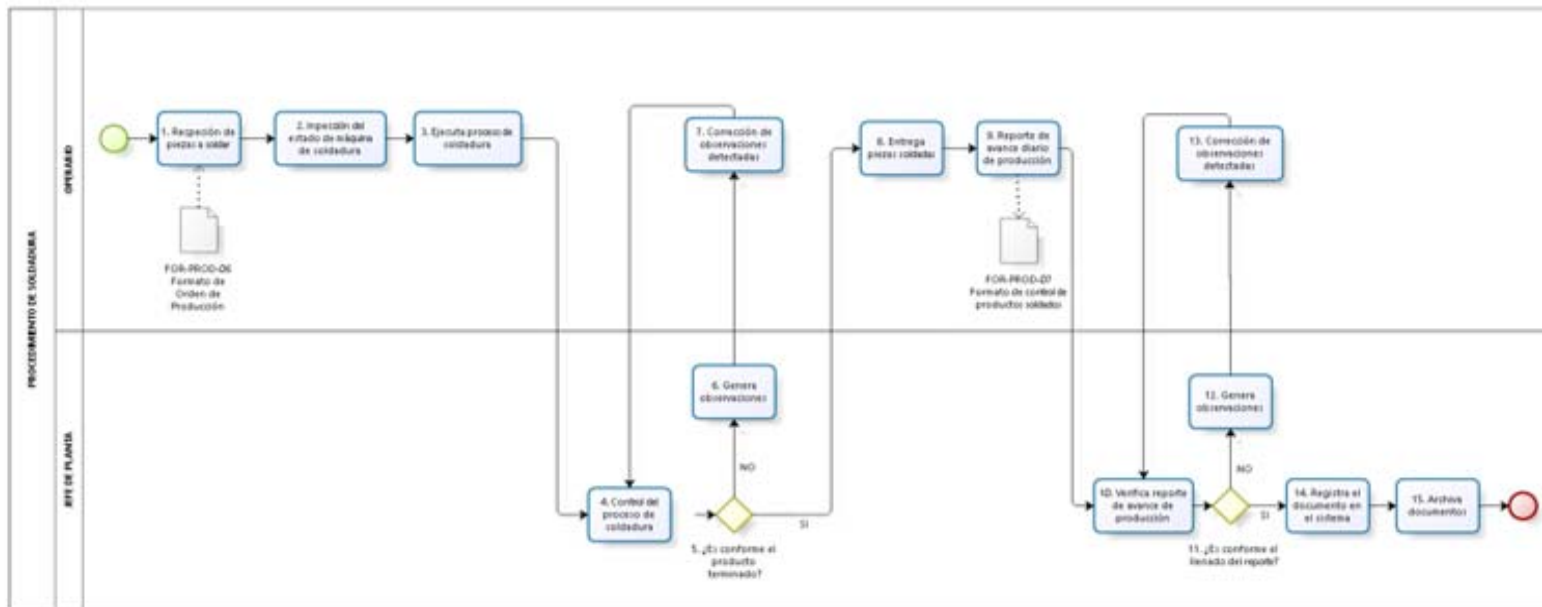 PROCEDIMIENTO DE SOLDADURA
OPERARIO
1. Recpeción de
piezas a soldar
2. Inpección del
estado de máquina
de soldadura
3. Ejecuta proceso de
soldadura
7. Corrección de
observaciones
detectadas
8. Entrega
piezas soldadas
9. Reporte de
avance diario
de producción
13. Corrección de
observaciones
detectadas
FOR-PROD-06
Formato de
Orden de
Producción
FOR-PROD-07
Formato de control de
productos soldados
JEFE DE PLANTA
6. Genera
observaciones
12. Genera
observaciones
NO
NO
4. Control del
proceso de
soldadura
SI
10. Verifica reporte
de avance de
producción
SI
14. Registra el
documento en
el sistema
15. Archiva
documentos
5. ¿Es conforme el
producto
terminado?
11. ¿Es conforme el
llenado del reporte?